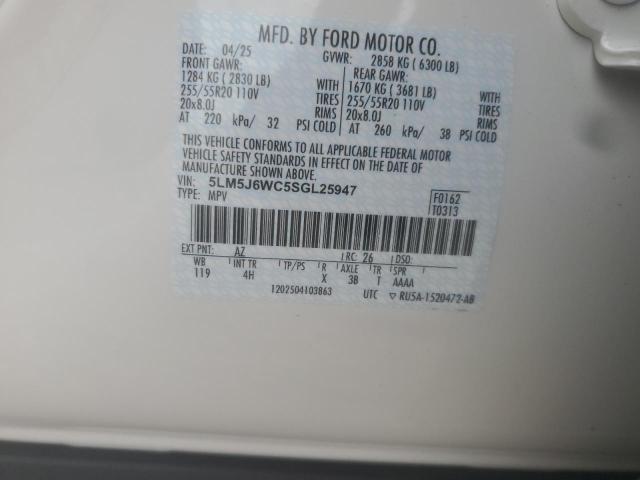 MFD. BY FORD MOTOR CO.
DATE: 04/25 GVWR: 2858 KG ( 6300 LB)
FRONT GAWR: REAR GAWR:
1284 KG ( 2830 LB) 1670 KG ( 3681 LB)
WITH WITH
255/55R20 110V TIRES 255/55R20 110V TIRES
20x8.0J RIMS 20x8.0J RIMS
AT 220 kPa/ 32 PSI COLD AT 260 kPa/ 38 PSI COLD
THIS VEHICLE CONFORMS TO ALL APPLICABLE FEDERAL MOTOR
VEHICLE SAFETY STANDARDS IN EFFECT ON THE DATE OF
MANUFACTURE SHOWN ABOVE.
VIN: 5LM5J6WC5SGL25947
TYPE: MPV
F0162
T0313
EXT PNT: AZ RC: 26 DSO:
WB INT TR TP/PS R AXLE TR SPR
119 4H X 3B T AAAA
1202504103863 UTC ▽ RU5A-1520472-AB